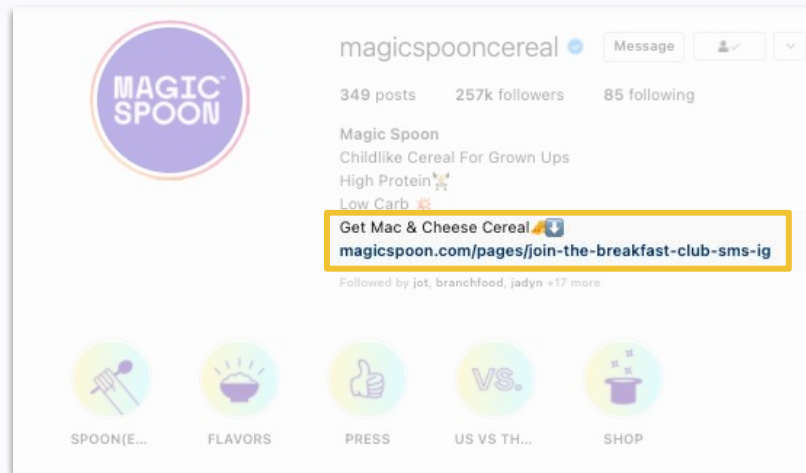 MAGIC
SPOON™
magicspooncereal
Message
349 posts 257k followers 85 following
Magic Spoon
Childlike Cereal For Grown Ups
High Protein🏋️
Low Carb 💥
Get Mac & Cheese Cereal🧀⬇️
magicspoon.com/pages/join-the-breakfast-club-sms-ig
Followed by jot, branchfood, jadyn +17 more
VS.
SPOON(E... FLAVORS PRESS US VS TH... SHOP